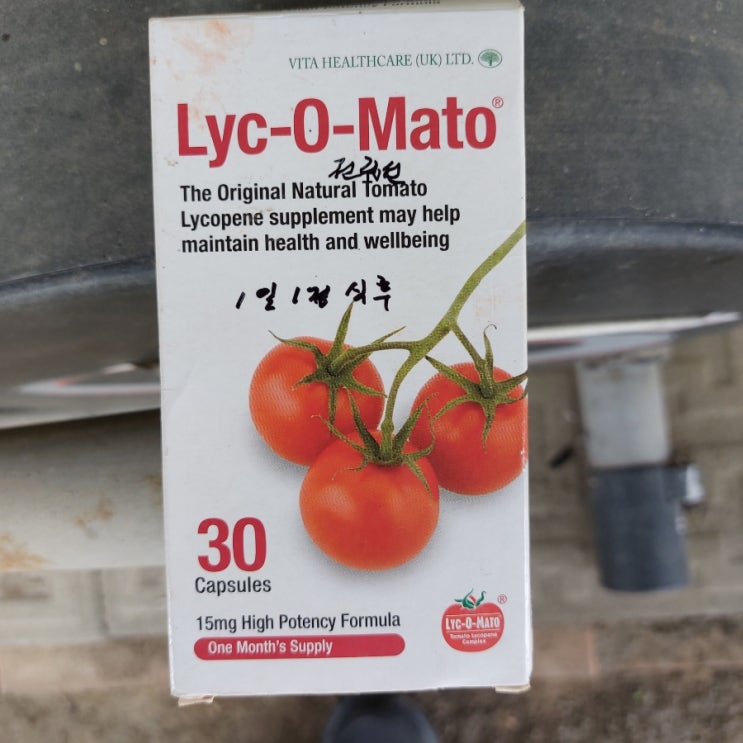 VITA HEALTHCARE (UK) LTD.
Lyc-O-Mato®
전립선
The Original Natural Tomato
Lycopene supplement may help
maintain health and wellbeing
1일 1정 식후
30
Capsules
15mg High Potency Formula
One Month's Supply
®
LYC-O-MATO
Tomato Lycopene
Complex